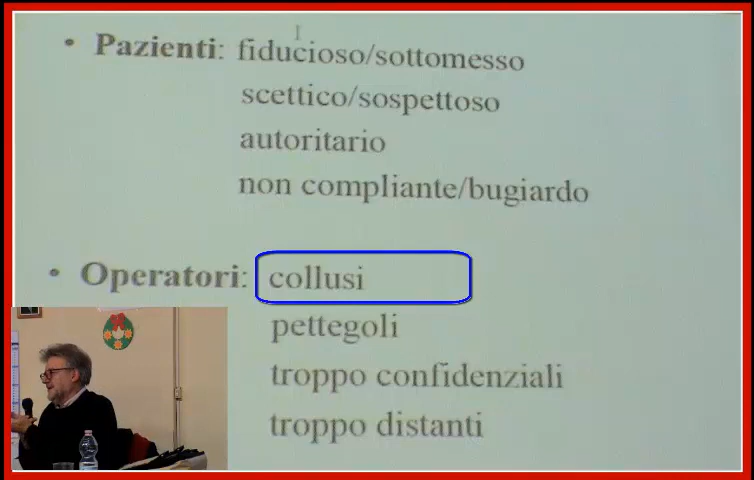 • Pazienti: fiducioso/sottomesso
scettico/sospettoso
autoritario
non compliante/bugiardo
• Operatori: collusi
pettegoli
troppo confidenziali
troppo distanti